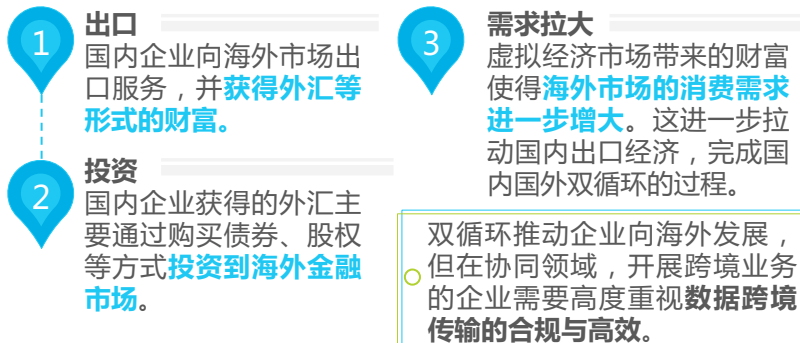 1
出口
国内企业向海外市场出
口服务，并获得外汇等
形式的财富。
2
投资
国内企业获得的外汇主
要通过购买债券、股权
等方式投资到海外金融
市场。
3
需求拉大
虚拟经济市场带来的财富
使得海外市场的消费需求
进一步增大。这进一步拉
动国内出口经济，完成国
内国外双循环的过程。
双循环推动企业向海外发展，
但在协同领域，开展跨境业务
的企业需要高度重视数据跨境
传输的合规与高效。